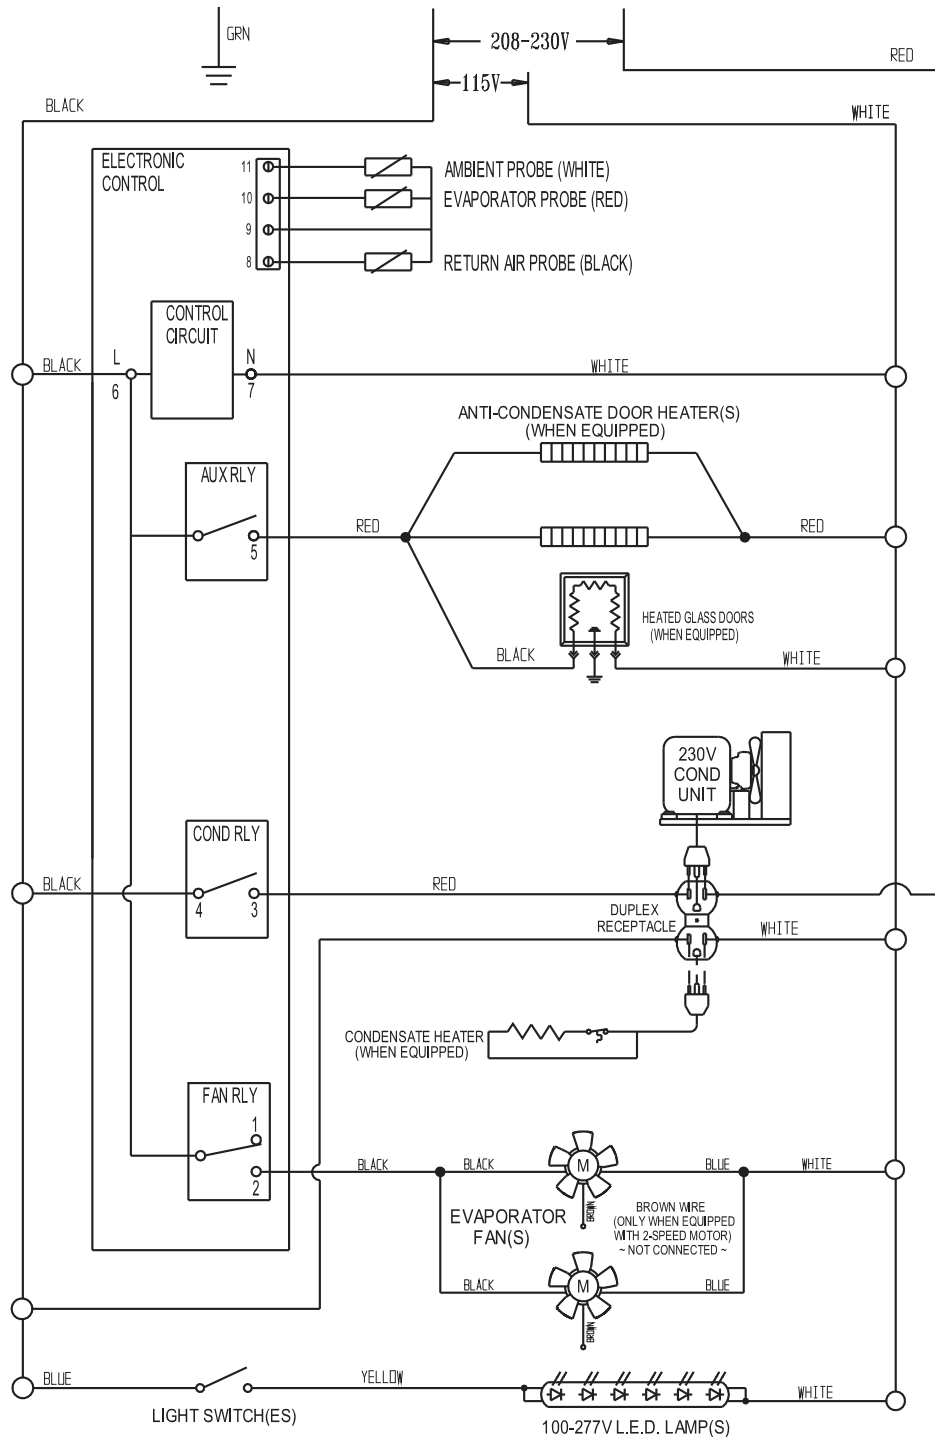 GRN
208-230V
RED
115V
BLACK
WHITE
ELECTRONIC
CONTROL
11
AMBIENT PROBE (WHITE)
10
EVAPORATOR PROBE (RED)
9
8
RETURN AIR PROBE (BLACK)
CONTROL
CIRCUIT
BLACK
L
N
WHITE
6
7
ANTI-CONDENSATE DOOR HEATER(S)
(WHEN EQUIPPED)
AUX RLY
RED
RED
5
HEATED GLASS DOORS
(WHEN EQUIPPED)
BLACK
WHITE
230V
COND
UNIT
COND RLY
BLACK
RED
4
3
DUPLEX
RECEPTACLE
WHITE
CONDENSATE HEATER
(WHEN EQUIPPED)
FAN RLY
1
2
BLACK
BLACK
M
BLUE
WHITE
BROWN
EVAPORATOR
FAN(S)
BROWN WIRE
(ONLY WHEN EQUIPPED
WITH 2-SPEED MOTOR)
~ NOT CONNECTED ~
BLACK
M
BLUE
BROWN
BLUE
YELLOW
WHITE
LIGHT SWITCH(ES)
100-277V L.E.D. LAMP(S)